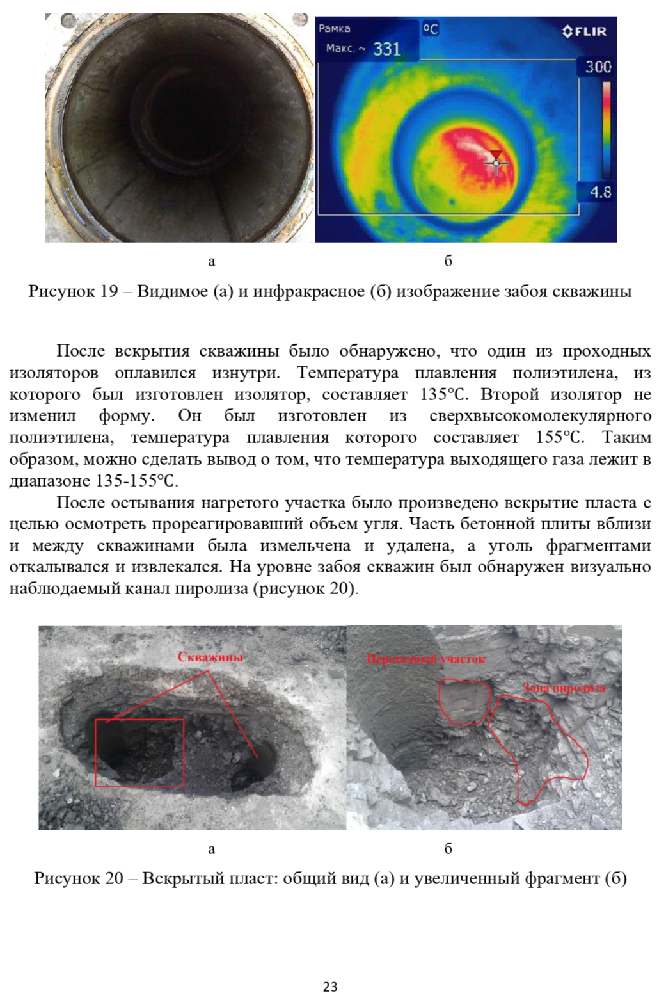 Рамка
Макс. ~ 331
°C
FLIR
300
4.8
а
б
Рисунок 19 – Видимое (а) и инфракрасное (б) изображение забоя скважины
После вскрытия скважины было обнаружено, что один из проходных
изоляторов оплавился изнутри. Температура плавления полиэтилена, из
которого был изготовлен изолятор, составляет 135°С. Второй изолятор не
изменил форму. Он был изготовлен из сверхвысокомолекулярного
полиэтилена, температура плавления которого составляет 155°С. Таким
образом, можно сделать вывод о том, что температура выходящего газа лежит в
диапазоне 135-155°С.
После остывания нагретого участка было произведено вскрытие пласта с
целью осмотреть прореагировавший объем угля. Часть бетонной плиты вблизи
и между скважинами была измельчена и удалена, а уголь фрагментами
откалывался и извлекался. На уровне забоя скважин был обнаружен визуально
наблюдаемый канал пиролиза (рисунок 20).
Скважины
Переходный участок
Зона пиролиза
а
б
Рисунок 20 – Вскрытый пласт: общий вид (а) и увеличенный фрагмент (б)
23